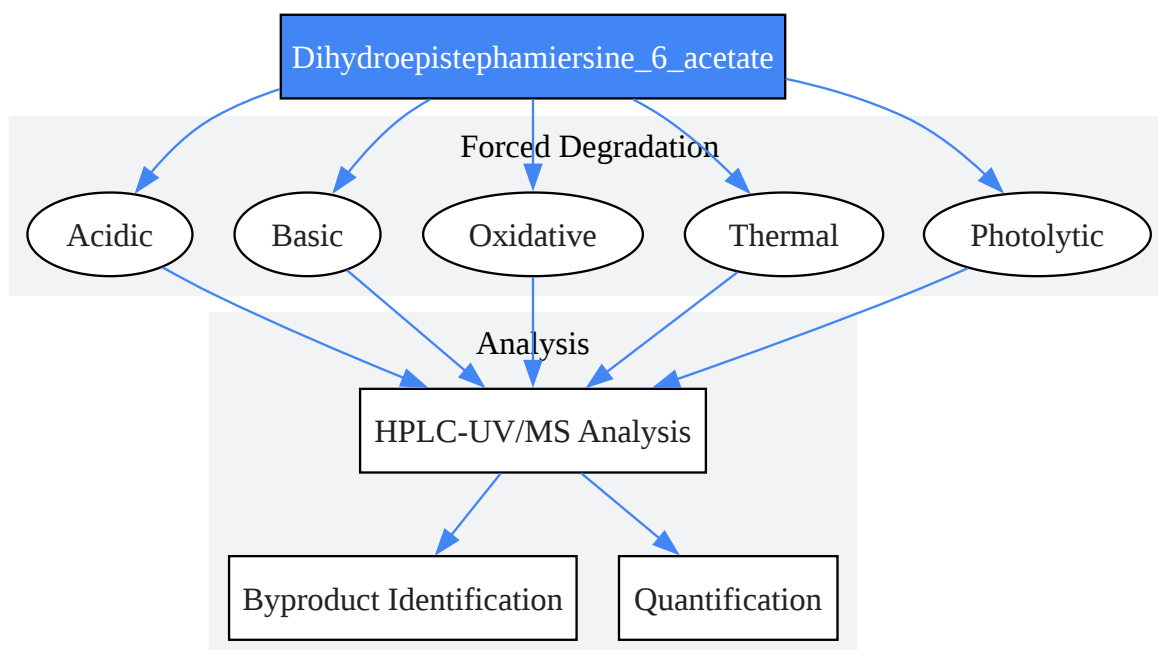 Dihydroepistephamiersine_6_acetate
Forced Degradation
Acidic
Basic
Oxidative
Thermal
Photolytic
Analysis
HPLC-UV/MS Analysis
Byproduct Identification
Quantification